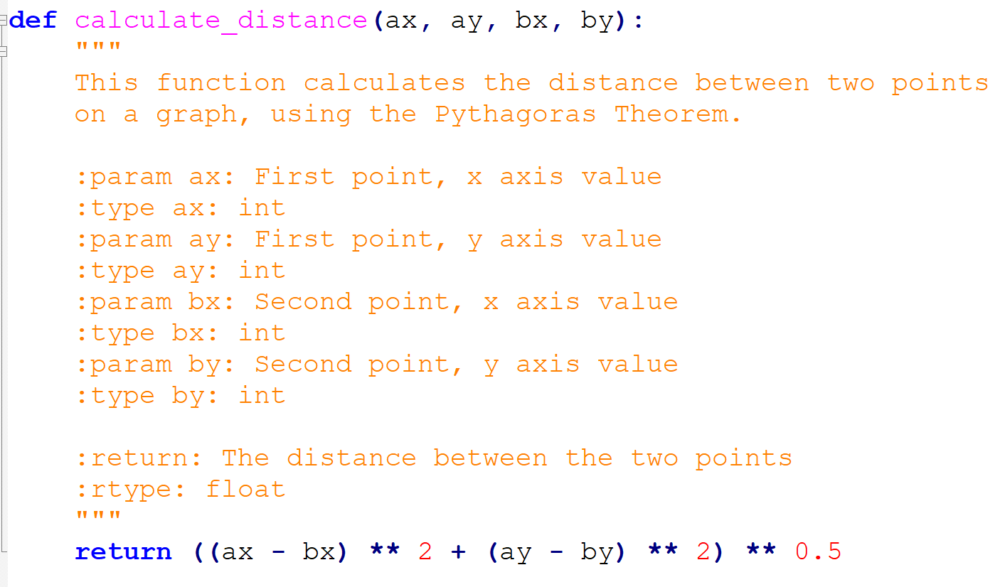 def calculate_distance(ax, ay, bx, by):
    """
    This function calculates the distance between two points
    on a graph, using the Pythagoras Theorem.

    :param ax: First point, x axis value
    :type ax: int
    :param ay: First point, y axis value
    :type ay: int
    :param bx: Second point, x axis value
    :type bx: int
    :param by: Second point, y axis value
    :type by: int

    :return: The distance between the two points
    :rtype: float
    """
    return ((ax - bx) ** 2 + (ay - by) ** 2) ** 0.5